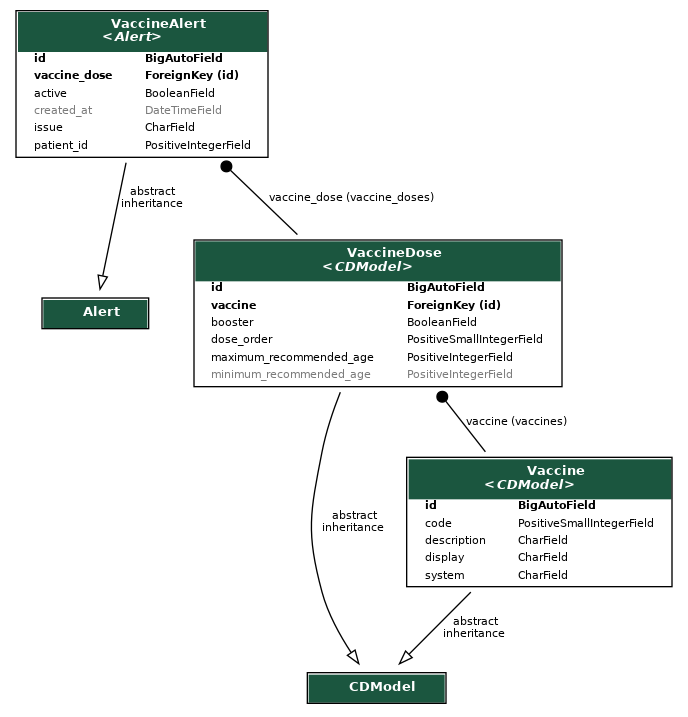 VaccineAlert
<Alert>
id BigAutoField
vaccine_dose ForeignKey (id)
active BooleanField
created_at DateTimeField
issue CharField
patient_id PositiveIntegerField
abstract
inheritance
vaccine_dose (vaccine_doses)
VaccineDose
<CDModel>
id BigAutoField
vaccine ForeignKey (id)
booster BooleanField
dose_order PositiveSmallIntegerField
maximum_recommended_age PositiveIntegerField
minimum_recommended_age PositiveIntegerField
Alert
vaccine (vaccines)
Vaccine
<CDModel>
id BigAutoField
code PositiveSmallIntegerField
description CharField
display CharField
system CharField
abstract
inheritance
abstract
inheritance
CDModel